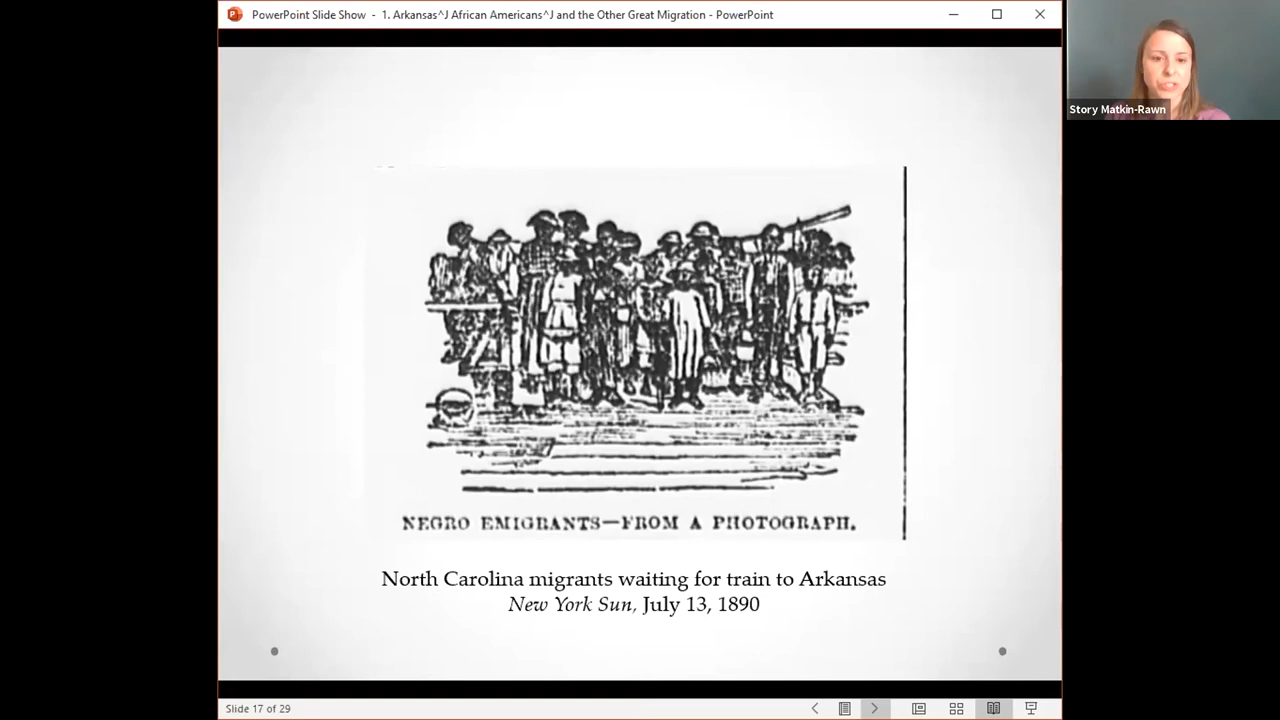 PowerPoint Slide Show - 1. Arkansas^J African Americans^J and the Other Great Migration - PowerPoint
Story Matkin-Rawn
NEGRO EMIGRANTS—FROM A PHOTOGRAPH.
North Carolina migrants waiting for train to Arkansas
New York Sun, July 13, 1890
Slide 17 of 29